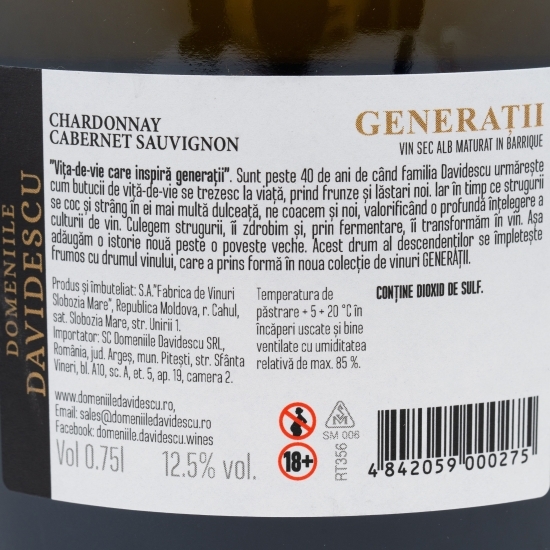 DOMENIILE
DAVIDESCU
CHARDONNAY
CABERNET SAUVIGNON
GENERAȚII
VIN SEC ALB MATURAT IN BARRIQUE
"Vița-de-vie care inspiră generații". Sunt peste 40 de ani de când familia Davidescu urmărește
cum butucii de viță-de-vie se trezesc la viață, prind frunze și lăstari noi. Iar în timp ce strugurii
se coc și strâng în ei mai multă dulceață, ne coacem și noi, valorificând o profundă înțelegere a
culturii de vin. Culegem strugurii, îi zdrobim și, prin fermentare, îi transformăm în vin. Așa
adăugăm o istorie nouă peste o poveste veche. Acest drum al descendenților se împletește
frumos cu drumul vinului, care a prins formă în noua colecție de vinuri GENERAȚII.
Produs și îmbuteliat: S.A."Fabrica de Vinuri
Slobozia Mare", Republica Moldova, r. Cahul,
sat. Slobozia Mare, str. Unirii 1.
Importator: SC Domeniile Davidescu SRL,
România, jud. Argeș, mun. Pitești, str. Sfânta
Vineri, bl. A10, sc. A, et. 5, ap. 19, camera 2.
Temperatura de
păstrare + 5 + 20 °C în
încăperi uscate și bine
ventilate cu umiditatea
relativă de max. 85 %.
CONȚINE DIOXID DE SULF.
www.domeniiledavidescu.ro,
Email: sales@domeniiledavidescu.ro
Facebook: domeniile.davidescu.wines
Vol 0.75l 12.5% vol.
18+
SM 006
RT356
4 842059 000275